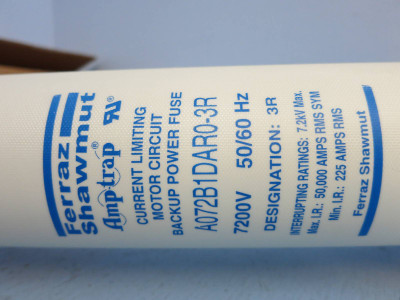 Ferraz
Shawmut
Amp-trap®
CURRENT LIMITING
MOTOR CIRCUIT
BACKUP POWER FUSE
A072B1DAR0-3R
7200V 50/60 Hz
DESIGNATION: 3R
INTERRUPTING RATINGS: 7.2kV Max.
Max. I.R.: 50,000 AMPS RMS SYM
Min. I.R.: 225 AMPS RMS
Ferraz Shawmut